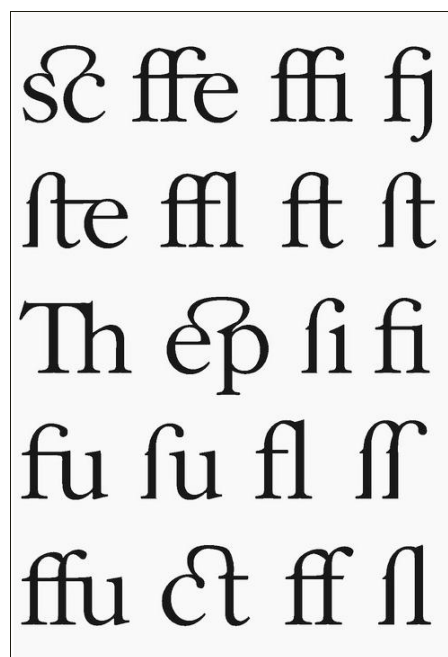 sc ffe ffi fj
ſte ffl ft ſt
Th ep ſi fi
fu ſu fl ſſ
ffu ct ff ſl